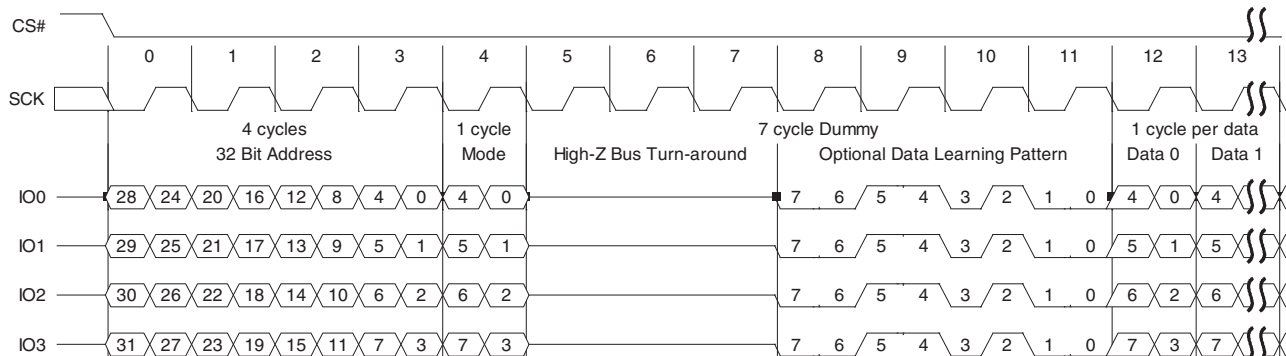 CS#
0 1 2 3 4 5 6 7 8 9 10 11 12 13
SCK
4 cycles 1 cycle 7 cycle Dummy 1 cycle per data
32 Bit Address Mode High-Z Bus Turn-around Optional Data Learning Pattern Data 0 Data 1
IO0 28 24 20 16 12 8 4 0 4 0 7 6 5 4 3 2 1 0 4 0 4
IO1 29 25 21 17 13 9 5 1 5 1 7 6 5 4 3 2 1 0 5 1 5
IO2 30 26 22 18 14 10 6 2 6 2 7 6 5 4 3 2 1 0 6 2 6
IO3 31 27 23 19 15 11 7 3 7 3 7 6 5 4 3 2 1 0 7 3 7